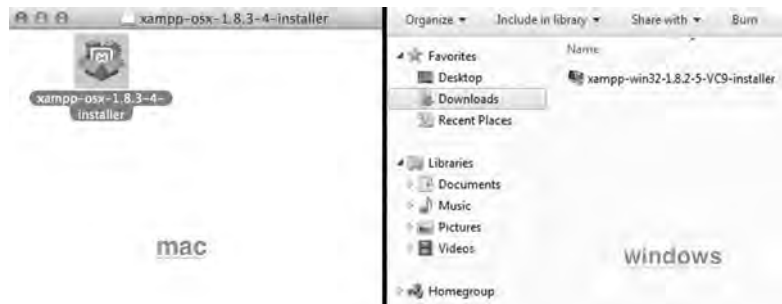 xampp-osx-1.8.3-4-installer
xampp-osx-1.8.3-4-
installer
mac
Organize Include in library Share with Burn
Favorites
Desktop
Downloads
Recent Places
Libraries
Documents
Music
Pictures
Videos
Homegroup
Name
xampp-win32-1.8.2-5-VC9-installer
windows